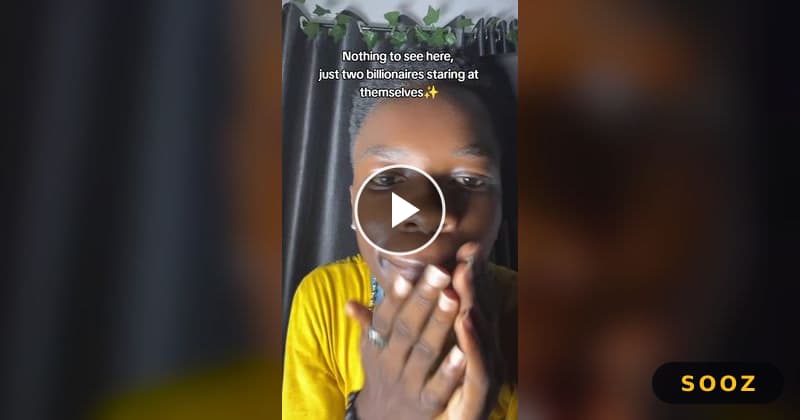 Nothing to see here,
just two billionaires staring at
themselves✨
SOOZ